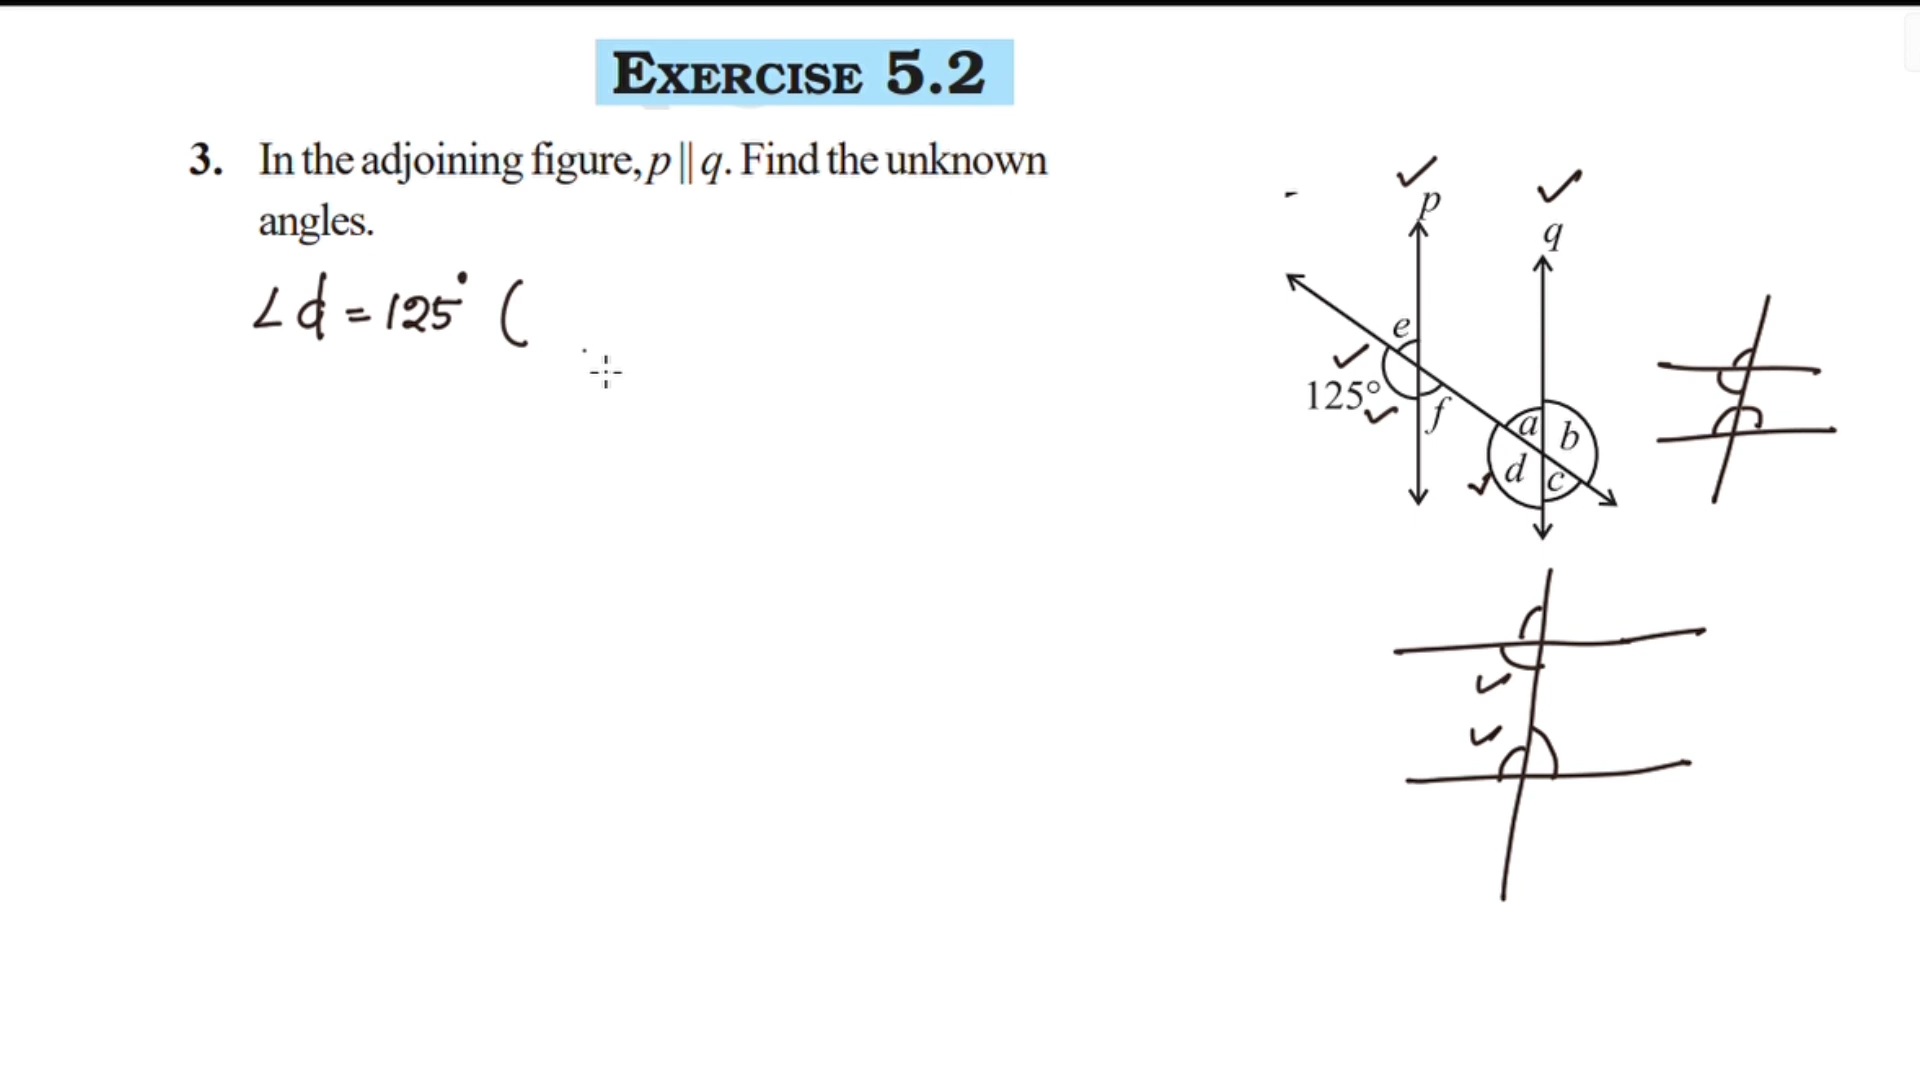 EXERCISE 5.2
3. In the adjoining figure, p || q. Find the unknown
angles.
∠d = 125° (
p
q
e
125°
f
a
b
d
c